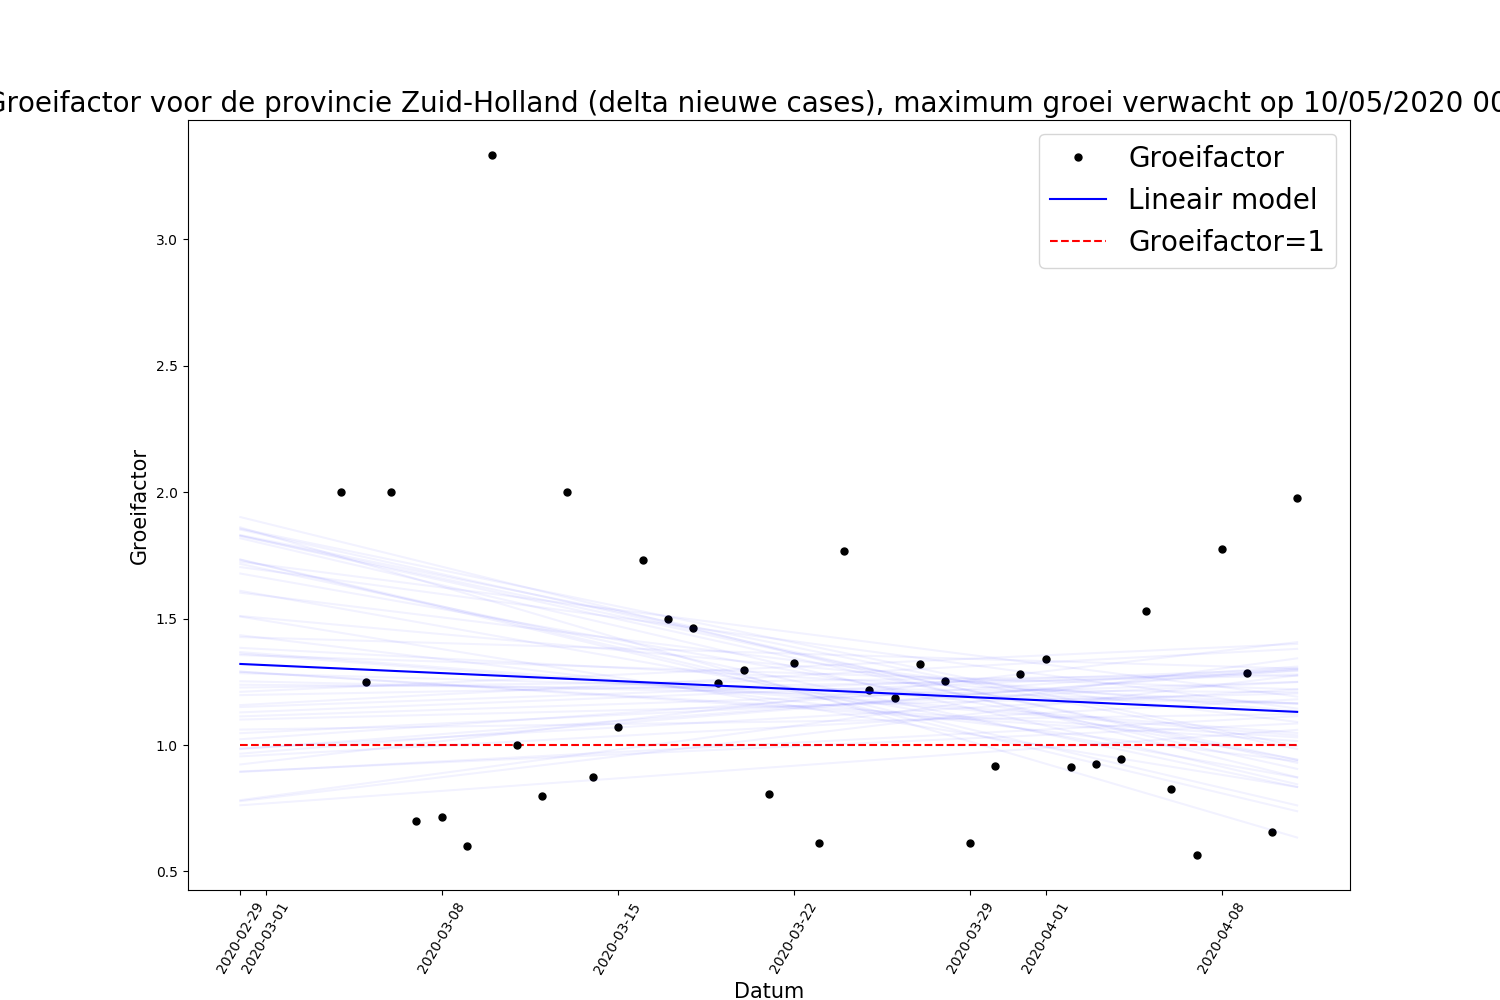 Groeifactor voor de provincie Zuid-Holland (delta nieuwe cases), maximum groei verwacht op 10/05/2020 00
Groeifactor
Lineair model
Groeifactor=1
3.0
2.5
2.0
1.5
1.0
0.5
Groeifactor
2020-02-29
2020-03-01
2020-03-08
2020-03-15
2020-03-22
2020-03-29
2020-04-01
2020-04-08
Datum